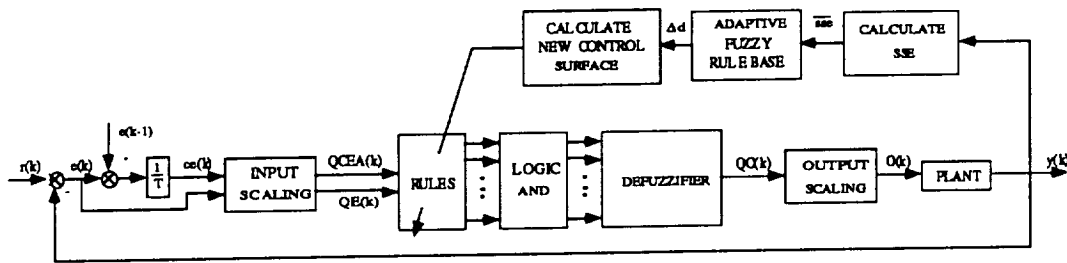 CALCULATE
NEW CONTROL
SURFACE
Δd
ADAPTIVE
FUZZY
RULE BASE
sse
CALCULATE
SSE
e(k-1)
r(k)
e(k)
-
-
1
T
ce(k)
INPUT
SCALING
QCEA(k)
QE(k)
RULES
LOGIC
AND
DEFUZZIFIER
QO(k)
OUTPUT
SCALING
O(k)
PLANT
y(k)